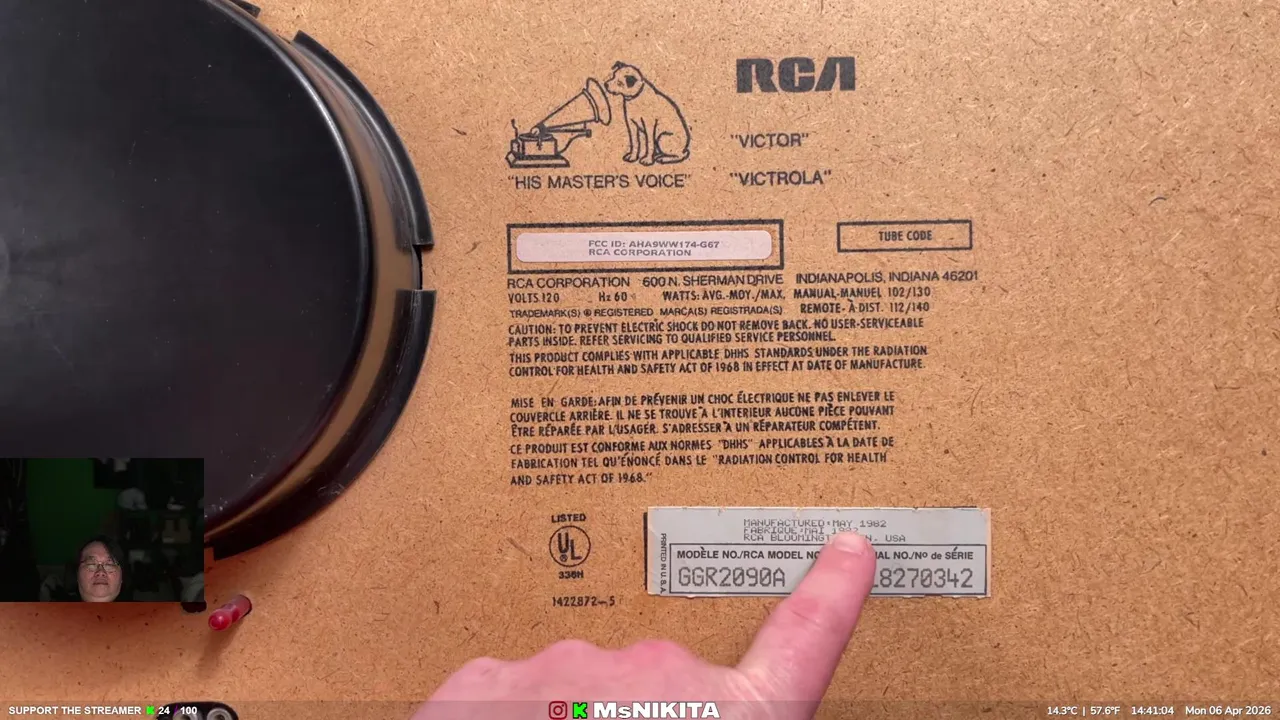 RCA
"VICTOR"
"HIS MASTER'S VOICE"
"VICTROLA"
FCC ID: AHA9WW174-G67
RCA CORPORATION
TUBE CODE
RCA CORPORATION 600 N. SHERMAN DRIVE INDIANAPOLIS, INDIANA 46201
VOLTS 120 Hz 60 WATTS: AVG.-MOY./MAX. MANUAL-MANUEL 102/130
TRADEMARK(S) ® REGISTERED MARCA(S) REGISTRADA(S) REMOTE- À DIST. 112/140
CAUTION: TO PREVENT ELECTRIC SHOCK DO NOT REMOVE BACK. NO USER-SERVICEABLE
PARTS INSIDE. REFER SERVICING TO QUALIFIED SERVICE PERSONNEL.
THIS PRODUCT COMPLIES WITH APPLICABLE DHHS STANDARDS UNDER THE RADIATION
CONTROL FOR HEALTH AND SAFETY ACT OF 1968 IN EFFECT AT DATE OF MANUFACTURE.
MISE EN GARDE: AFIN DE PRÉVENIR UN CHOC ÉLECTRIQUE NE PAS ENLEVER LE
COUVERCLE ARRIÈRE. IL NE SE TROUVE À L'INTERIEUR AUCUNE PIÈCE POUVANT
ÊTRE RÉPARÉE PAR L'USAGER. S'ADRESSER À UN RÉPARATEUR COMPÉTENT.
CE PRODUIT EST CONFORME AUX NORMES "DHHS" APPLICABLES À LA DATE DE
FABRICATION TEL QU'ÉNONCÉ DANS LE "RADIATION CONTROL FOR HEALTH
AND SAFETY ACT OF 1968."
LISTED
UL
338H
1422872-5
PRINTED IN U.S.A.
MANUFACTURED: MAY 1982
FABRIQUE: MAI 1982
RCA USA
MODÈLE NO./RCA MODEL NO. NO./Nº de SÉRIE
GGR2090A 18270342
SUPPORT THE STREAMER K 24 / 100
K MsNIKITA
14.3°C | 57.6°F 14:41:04 Mon 06 Apr 2026